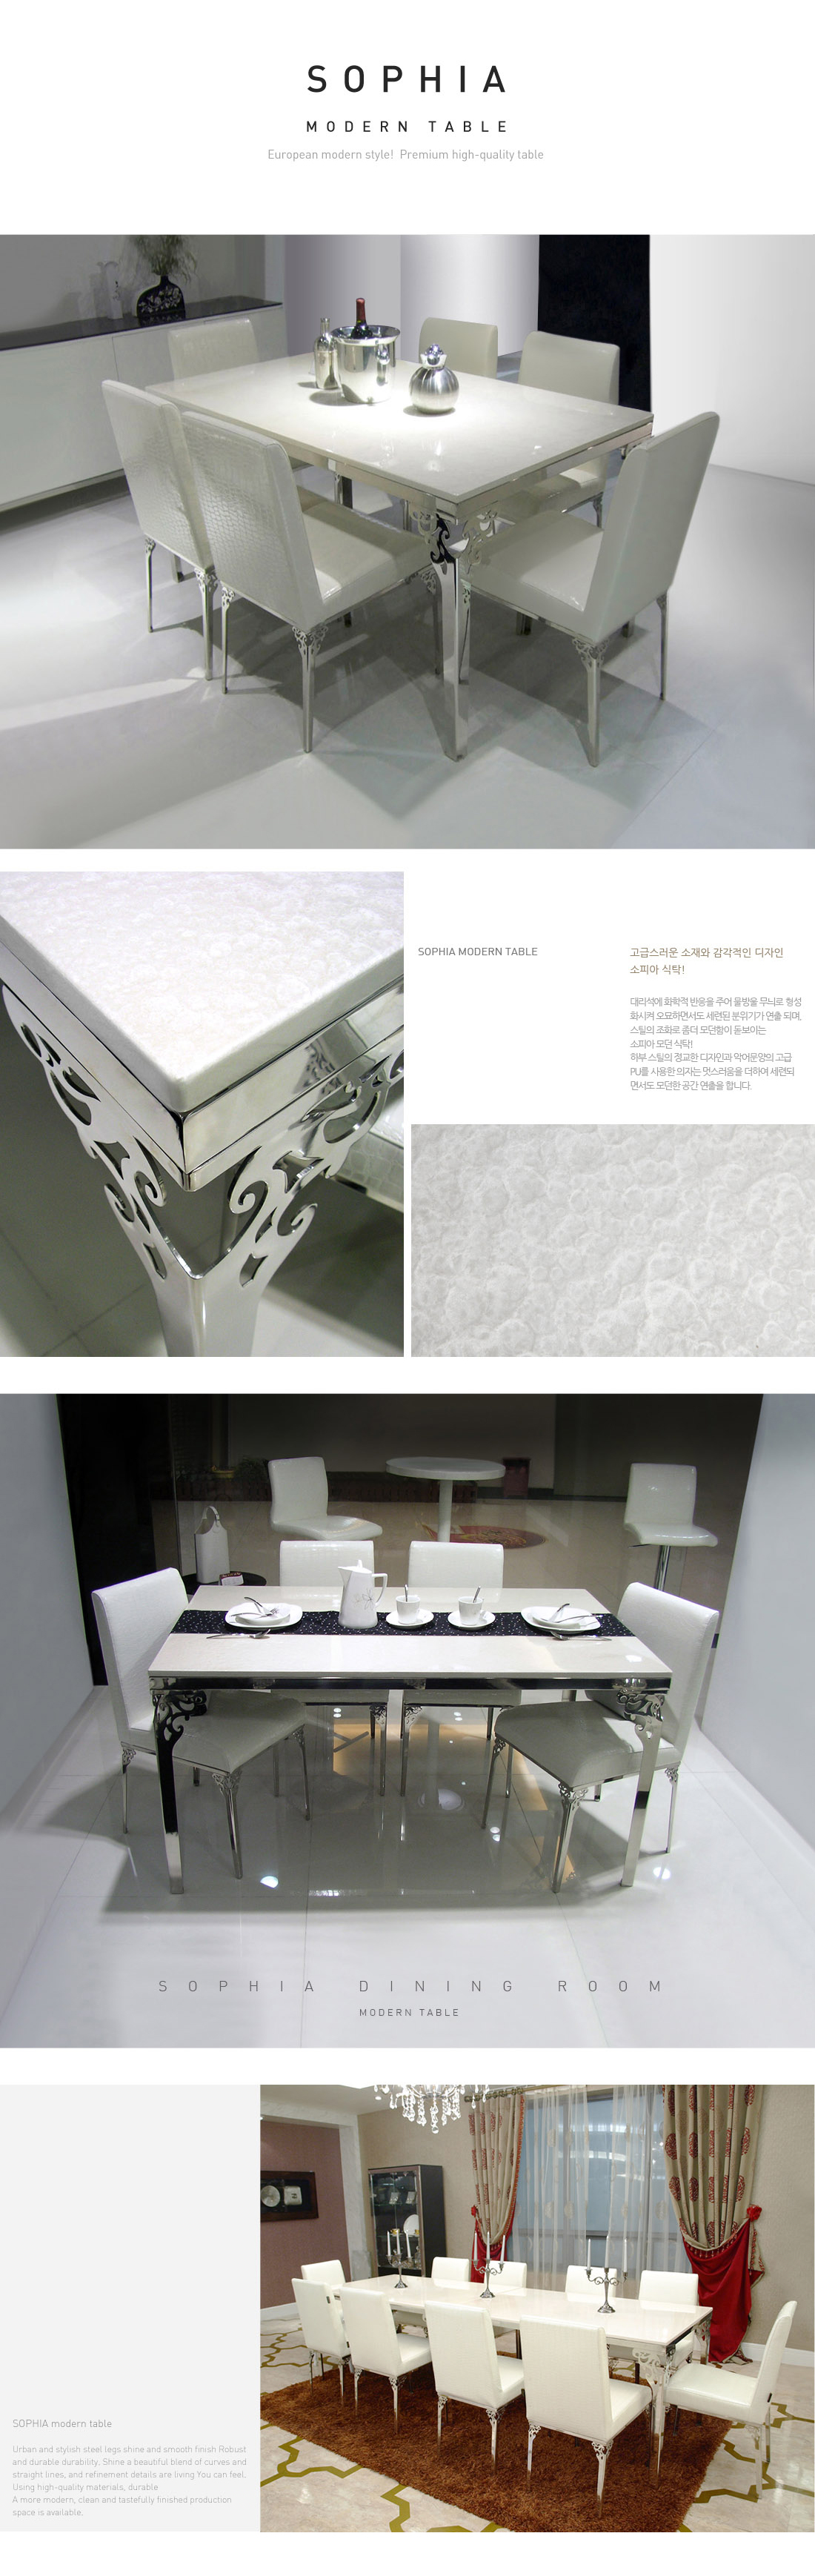 SOPHIA
MODERN TABLE
European modern style! Premium high-quality table
SOPHIA MODERN TABLE
고급스러운 소재와 감각적인 디자인
소피아 식탁!
대리석에 화학적 반응을 주어 물방울 무늬로 형성
화시켜 오묘하면서도 세련된 분위기가 연출 되며,
스틸의 조화로 좀더 모던함이 돋보이는
소피아 모던 식탁!
하부 스틸의 정교한 디자인과 악어문양의 고급
PU를 사용한 의자는 멋스러움을 더하여 세련되
면서도 모던한 공간 연출을 합니다.
SOPHIA DINING ROOM
MODERN TABLE
SOPHIA modern table
Urban and stylish steel legs shine and smooth finish Robust
and durable durability. Shine a beautiful blend of curves and
straight lines, and refinement details are living You can feel.
Using high-quality materials, durable
A more modern, clean and tastefully finished production
space is available.